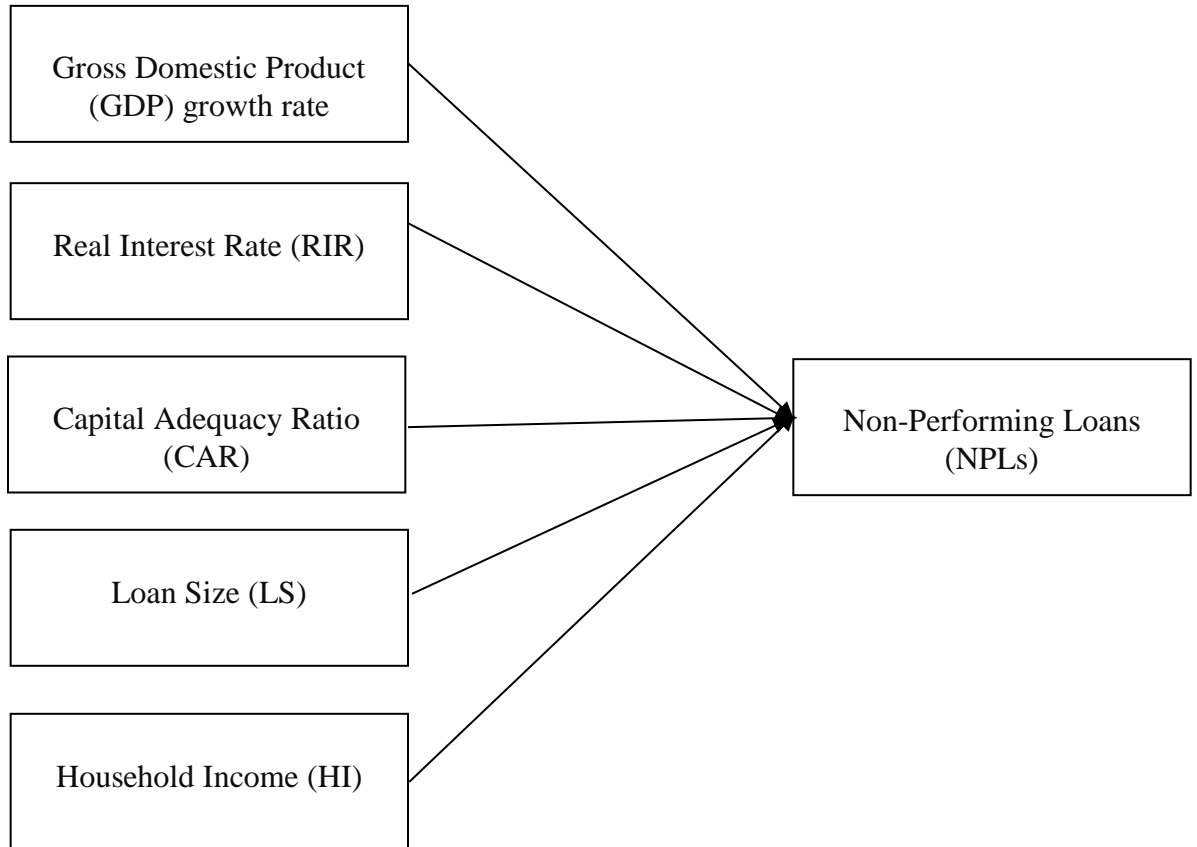 Gross Domestic Product
(GDP) growth rate
Real Interest Rate (RIR)
Capital Adequacy Ratio
(CAR)
Non-Performing Loans
(NPLs)
Loan Size (LS)
Household Income (HI)